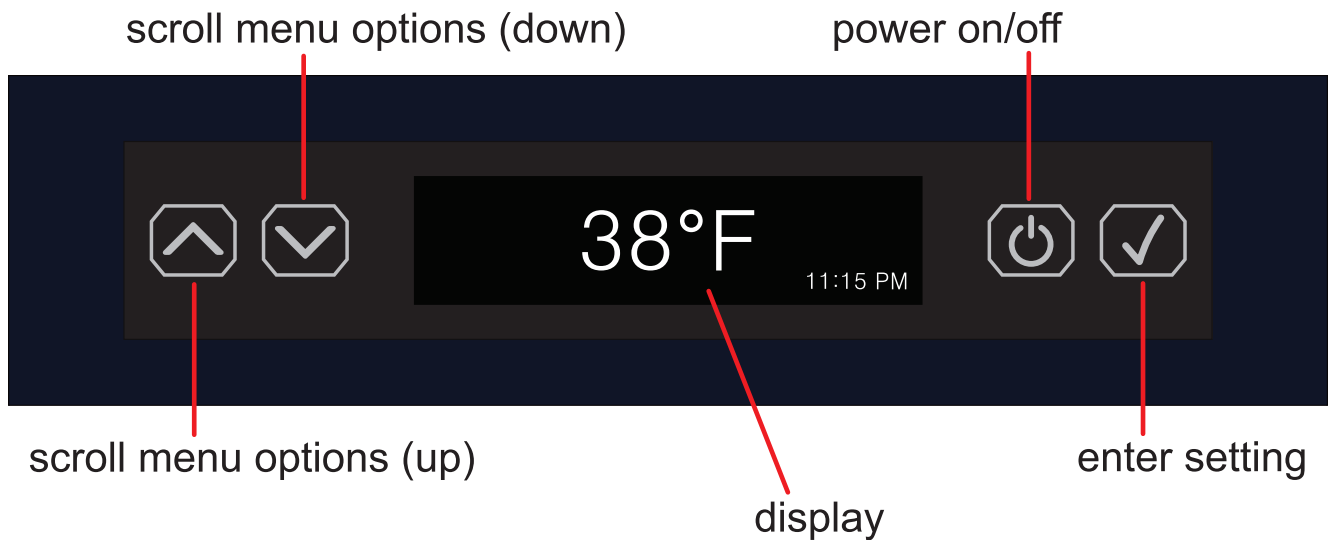 scroll menu options (down)
power on/off
38°F
11:15 PM
scroll menu options (up)
enter setting
display